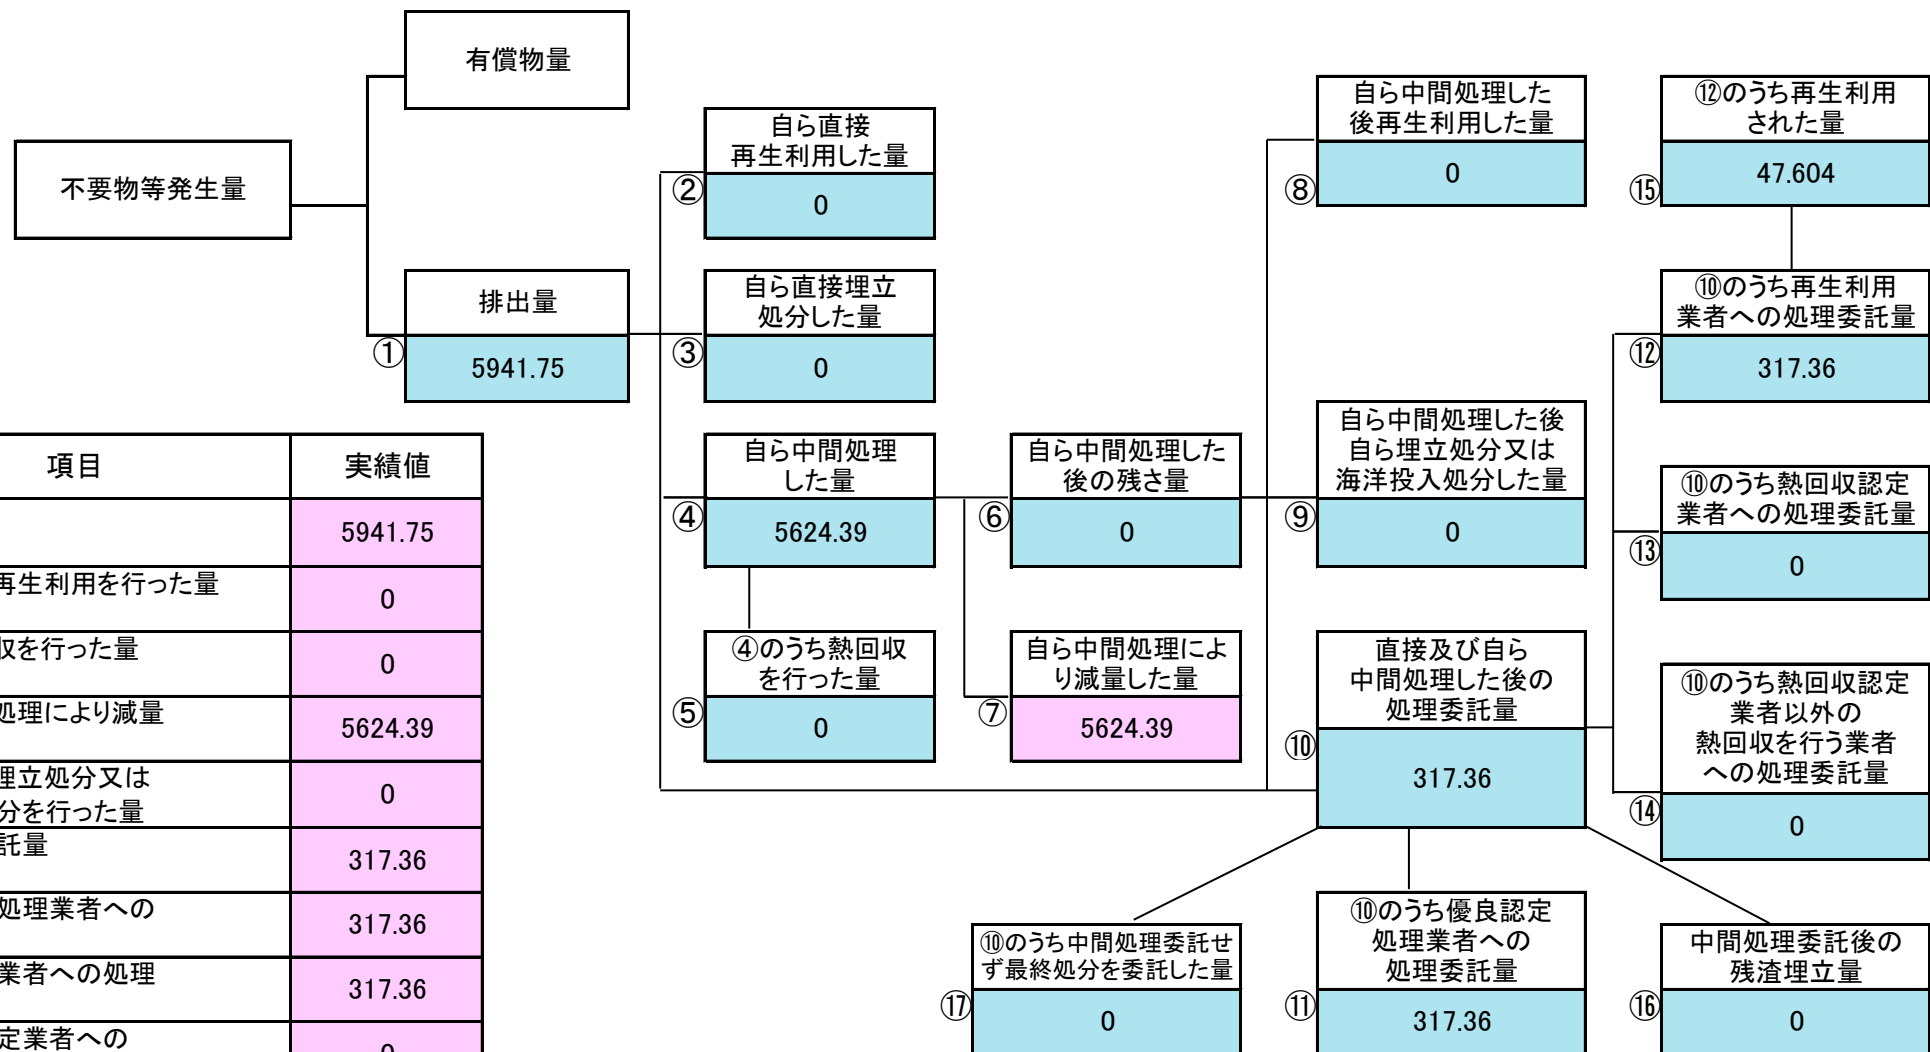 有償物量
不要物等発生量
排出量
①
5941.75
自ら直接
再生利用した量
②
0
自ら直接埋立
処分した量
③
0
自ら中間処理
した量
④
5624.39
④のうち熱回収
を行った量
⑤
0
自ら中間処理した
後の残さ量
⑥
0
自ら中間処理によ
り減量した量
⑦
5624.39
自ら中間処理した
後再生利用した量
⑧
0
自ら中間処理した後
自ら埋立処分又は
海洋投入処分した量
⑨
0
直接及び自ら
中間処理した後の
処理委託量
⑩
317.36
⑫のうち再生利用
された量
⑮
47.604
⑩のうち再生利用
業者への処理委託量
⑫
317.36
⑩のうち熱回収認定
業者への処理委託量
⑬
0
⑩のうち熱回収認定
業者以外の
熱回収を行う業者
への処理委託量
⑭
0
⑩のうち中間処理委託せ
ず最終処分を委託した量
⑰
0
⑩のうち優良認定
処理業者への
処理委託量
⑪
317.36
中間処理委託後の
残渣埋立量
⑯
0
項目 実績値
5941.75
再生利用を行った量
0
収を行った量
0
処理により減量
5624.39
埋立処分又は
分を行った量
0
託量
317.36
処理業者への
317.36
業者への処理
317.36
定業者への
0